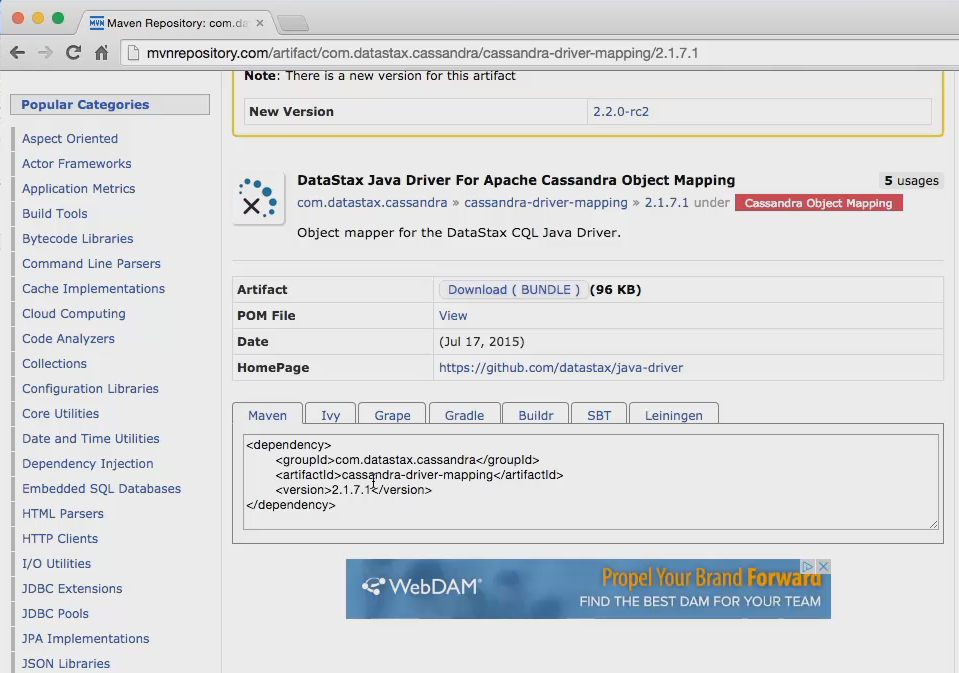 MVN Maven Repository: com.da
mvnrepository.com/artifact/com.datastax.cassandra/cassandra-driver-mapping/2.1.7.1
Note: There is a new version for this artifact
New Version 2.2.0-rc2
Popular Categories
Aspect Oriented
Actor Frameworks
Application Metrics
Build Tools
Bytecode Libraries
Command Line Parsers
Cache Implementations
Cloud Computing
Code Analyzers
Collections
Configuration Libraries
Core Utilities
Date and Time Utilities
Dependency Injection
Embedded SQL Databases
HTML Parsers
HTTP Clients
I/O Utilities
JDBC Extensions
JDBC Pools
JPA Implementations
JSON Libraries
DataStax Java Driver For Apache Cassandra Object Mapping 5 usages
com.datastax.cassandra » cassandra-driver-mapping » 2.1.7.1 under Cassandra Object Mapping
Object mapper for the DataStax CQL Java Driver.
Artifact Download ( BUNDLE ) (96 KB)
POM File View
Date (Jul 17, 2015)
HomePage https://github.com/datastax/java-driver
Maven Ivy Grape Gradle Buildr SBT Leiningen
<dependency>
<groupId>com.datastax.cassandra</groupId>
<artifactId>cassandra-driver-mapping</artifactId>
<version>2.1.7.1</version>
</dependency>
WebDAM® Propel Your Brand Forward
FIND THE BEST DAM FOR YOUR TEAM